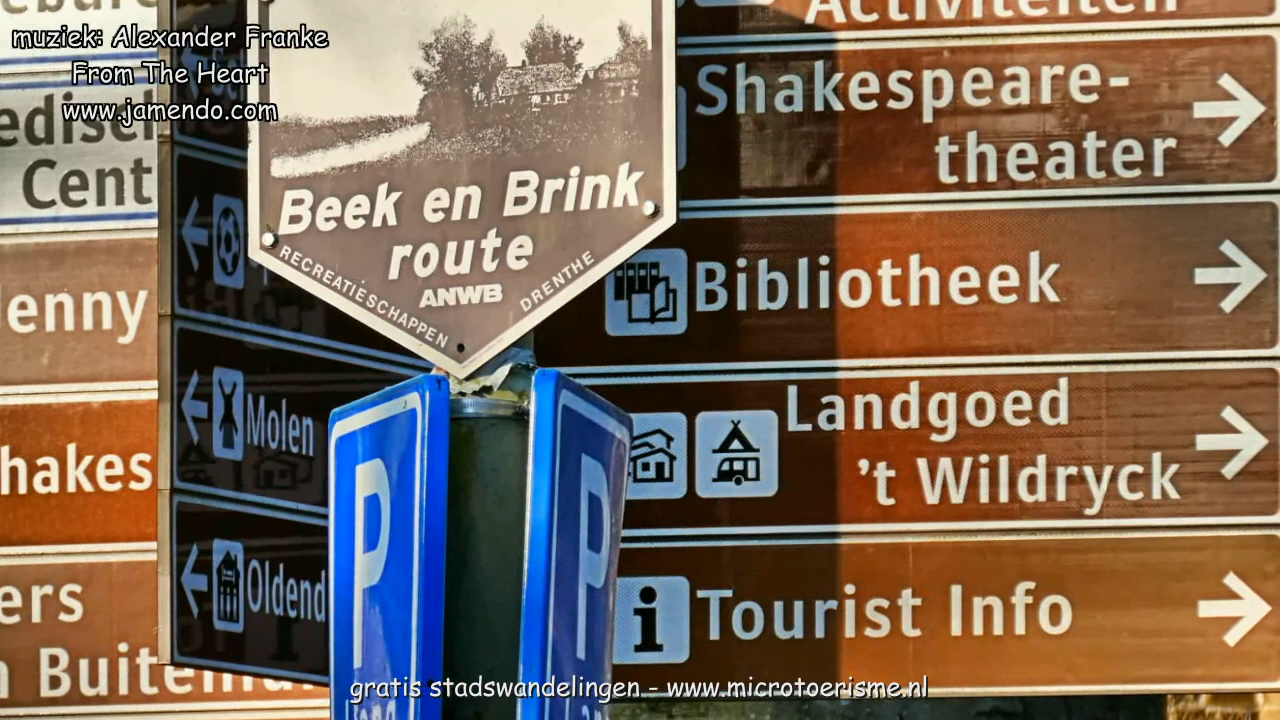 muziek: Alexander Franke
From The Heart
www.jamendo.com
Cent
enny
hakes
ers
Buiten
Beek en Brink
route
RECREATIESCHAPPEN
ANWB
DRENTHE
Molen
Oldend
P
P
Activiteiten
Shakespeare-
theater
Bibliotheek
Landgoed
't Wildryck
i Tourist Info
gratis stadswandelingen - www.microtoerisme.nl